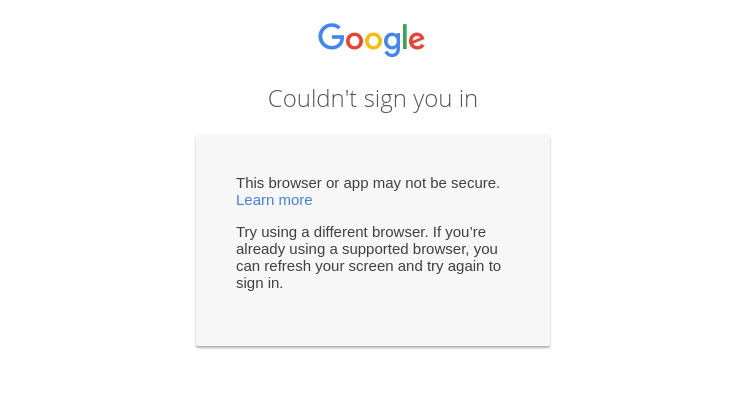 Google
Couldn't sign you in
This browser or app may not be secure.
Learn more
Try using a different browser. If you're
already using a supported browser, you
can refresh your screen and try again to
sign in.